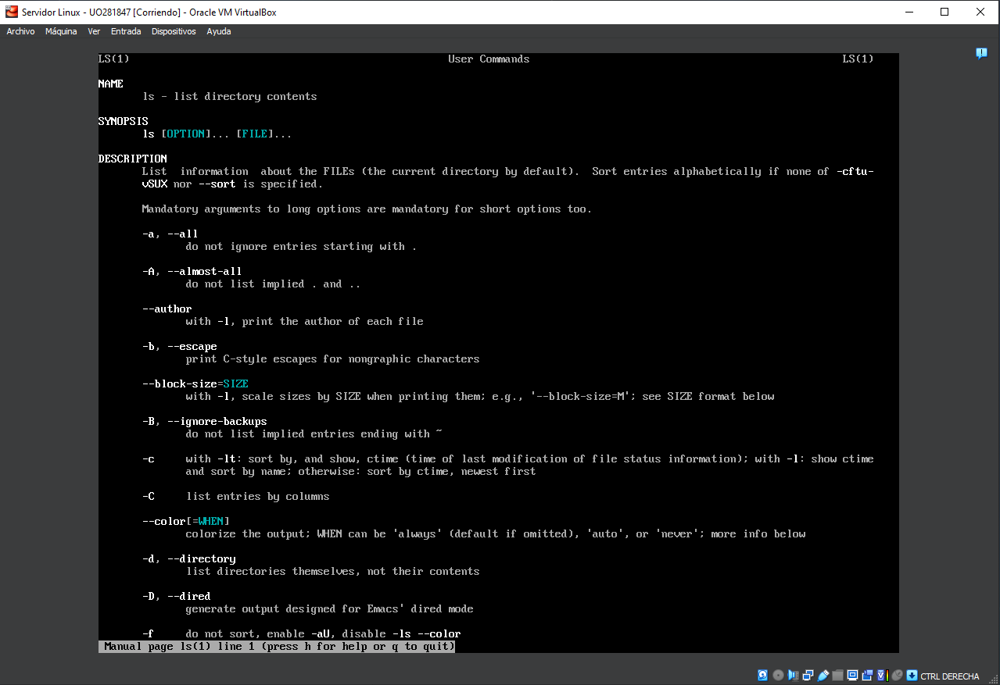 Servidor Linux - UO281847 [Corriendo] - Oracle VM VirtualBox
Archivo Máquina Ver Entrada Dispositivos Ayuda
LS(1) User Commands LS(1)
NAME
ls - list directory contents
SYNOPSIS
ls [OPTION]... [FILE]...
DESCRIPTION
List information about the FILEs (the current directory by default). Sort entries alphabetically if none of -cftu-
vSUX nor --sort is specified.
Mandatory arguments to long options are mandatory for short options too.
-a, --all
do not ignore entries starting with .
-A, --almost-all
do not list implied . and ..
--author
with -l, print the author of each file
-b, --escape
print C-style escapes for nongraphic characters
--block-size=SIZE
with -l, scale sizes by SIZE when printing them; e.g., '--block-size=M'; see SIZE format below
-B, --ignore-backups
do not list implied entries ending with ~
-c with -lt: sort by, and show, ctime (time of last modification of file status information); with -l: show ctime
and sort by name; otherwise: sort by ctime, newest first
-C list entries by columns
--color[=WHEN]
colorize the output; WHEN can be 'always' (default if omitted), 'auto', or 'never'; more info below
-d, --directory
list directories themselves, not their contents
-D, --dired
generate output designed for Emacs' dired mode
-f do not sort, enable -aU, disable -ls --color
Manual page ls(1) line 1 (press h for help or q to quit)
CTRL DERECHA